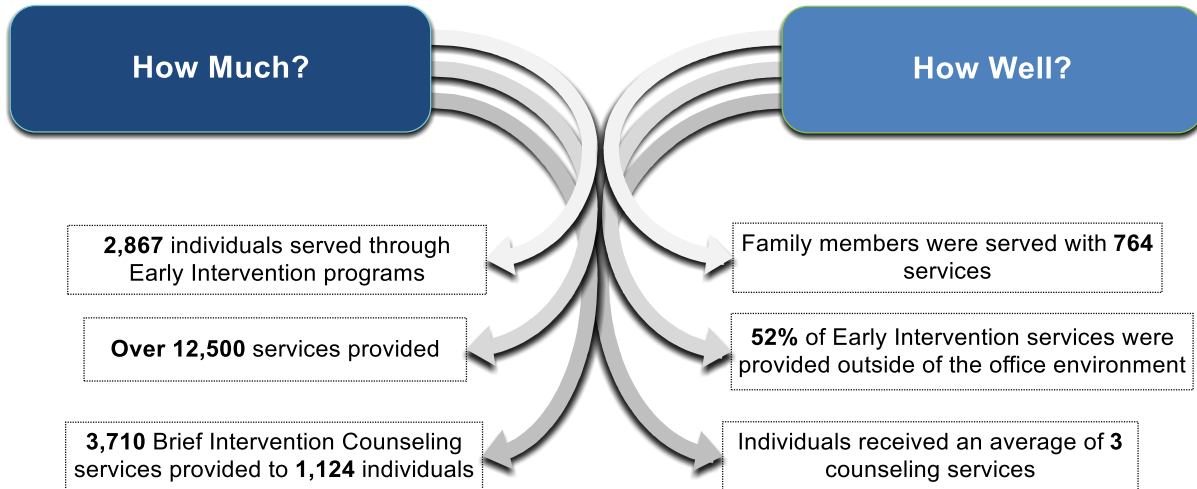 How Much?
How Well?
2,867 individuals served through
Early Intervention programs
Over 12,500 services provided
3,710 Brief Intervention Counseling
services provided to 1,124 individuals
Family members were served with 764
services
52% of Early Intervention services were
provided outside of the office environment
Individuals received an average of 3
counseling services